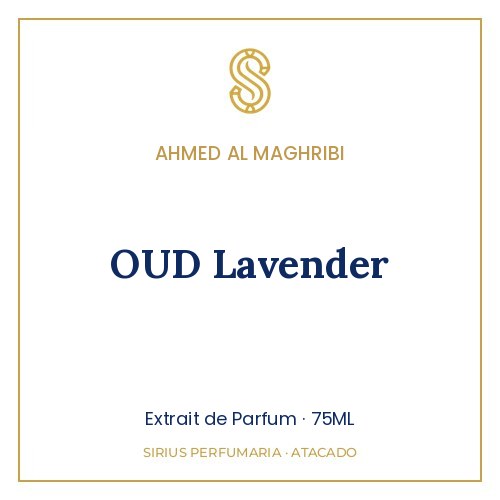 AHMED AL MAGHRIBI
OUD Lavender
Extrait de Parfum · 75ML
SIRIUS PERFUMARIA · ATACADO